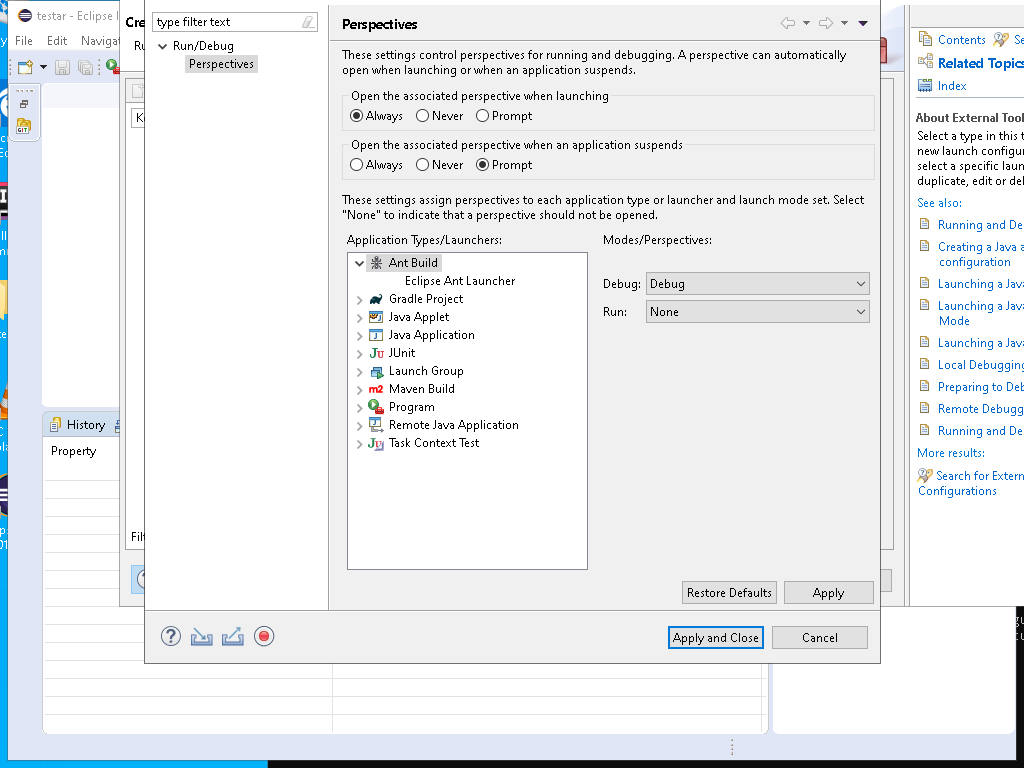 testar - Eclipse
File Edit Navigat
History
Property
Cre
type filter text
Run/Debug
Perspectives
Perspectives
These settings control perspectives for running and debugging. A perspective can automatically
open when launching or when an application suspends.
Open the associated perspective when launching
Always Never Prompt
Open the associated perspective when an application suspends
Always Never Prompt
These settings assign perspectives to each application type or launcher and launch mode set. Select
"None" to indicate that a perspective should not be opened.
Application Types/Launchers:
Modes/Perspectives:
Ant Build
Eclipse Ant Launcher
Gradle Project
Java Applet
Java Application
JUnit
Launch Group
Maven Build
Program
Remote Java Application
Task Context Test
Debug: Debug
Run: None
Restore Defaults
Apply
Apply and Close
Cancel
Contents
Related Topics
Index
About External Tool
Select a type in this t
new launch configur
select a specific laun
duplicate, edit or del
See also:
Running and De
Creating a Java a
configuration
Launching a Java
Launching a Java
Mode
Launching a Java
Local Debugging
Preparing to Deb
Remote Debugg
Running and De
More results:
Search for Extern
Configurations